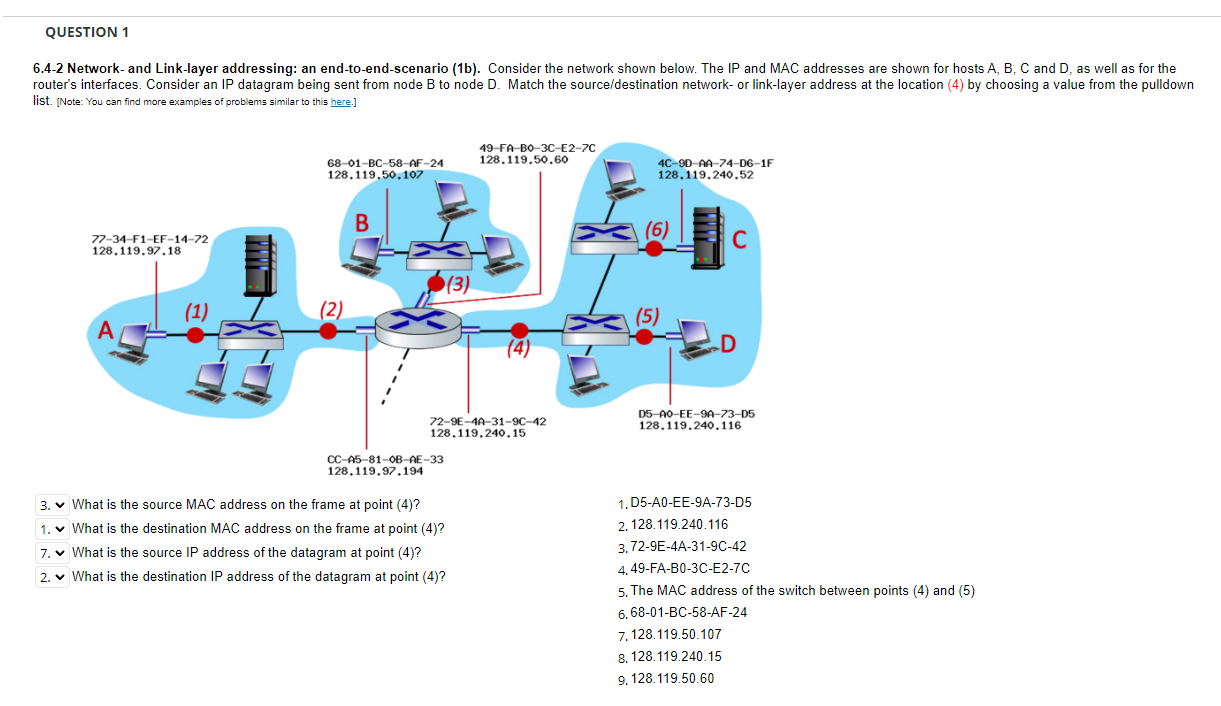 QUESTION 1
6.4-2 Network- and Link-layer addressing: an end-to-end-scenario (1b). Consider the network shown below. The IP and MAC addresses are shown for hosts A, B, C and D, as well as for the
router's interfaces. Consider an IP datagram being sent from node B to node D. Match the source/destination network- or link-layer address at the location (4) by choosing a value from the pulldown
list. [Note: You can find more examples of problems similar to this here.]
49-FA-B0-3C-E2-7C
128.119.50.60
68-01-BC-58-AF-24
128.119.50.107
4C-9D-AA-74-D6-1F
128.119.240.52
B
(6)
C
77-34-F1-EF-14-72
128.119.97.18
(3)
(1)
(2)
(5)
A
(4)
D
D5-A0-EE-9A-73-D5
128.119.240.116
72-9E-4A-31-9C-42
128.119.240.15
CC-A5-81-0B-AE-33
128.119.97.194
3. What is the source MAC address on the frame at point (4)?
1. What is the destination MAC address on the frame at point (4)?
7. What is the source IP address of the datagram at point (4)?
2. What is the destination IP address of the datagram at point (4)?
1. D5-A0-EE-9A-73-D5
2. 128.119.240.116
3. 72-9E-4A-31-9C-42
4. 49-FA-B0-3C-E2-7C
5. The MAC address of the switch between points (4) and (5)
6. 68-01-BC-58-AF-24
7. 128.119.50.107
8. 128.119.240.15
9. 128.119.50.60